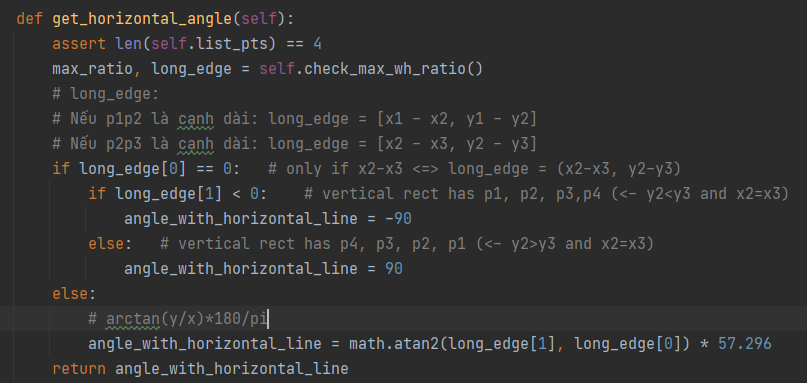 def get_horizontal_angle(self):
    assert len(self.list_pts) == 4
    max_ratio, long_edge = self.check_max_wh_ratio()
    # long_edge:
    # Nếu p1p2 là cạnh dài: long_edge = [x1 - x2, y1 - y2]
    # Nếu p2p3 là cạnh dài: long_edge = [x2 - x3, y2 - y3]
    if long_edge[0] == 0:   # only if x2-x3 <=> long_edge = (x2-x3, y2-y3)
        if long_edge[1] < 0:    # vertical rect has p1, p2, p3,p4 (<- y2<y3 and x2=x3)
            angle_with_horizontal_line = -90
        else:   # vertical rect has p4, p3, p2, p1 (<- y2>y3 and x2=x3)
            angle_with_horizontal_line = 90
    else:
        # arctan(y/x)*180/pi
        angle_with_horizontal_line = math.atan2(long_edge[1], long_edge[0]) * 57.296
    return angle_with_horizontal_line